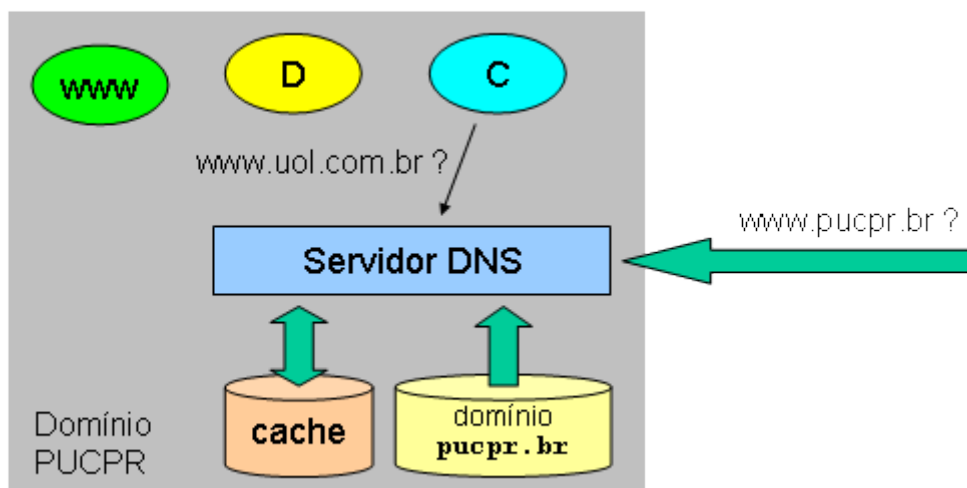 www
D
C
www.uol.com.br ?
www.pucpr.br ?
Servidor DNS
cache
domínio
pucpr.br
Domínio
PUCPR